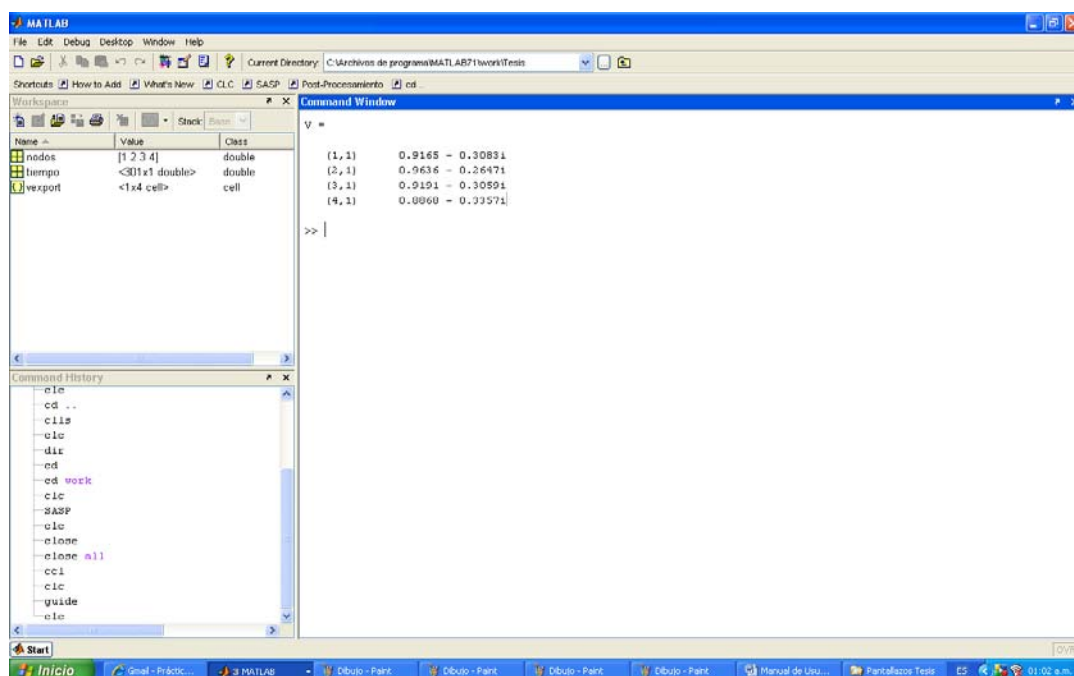 MATLAB
File Edit Debug Desktop Window Help
Current Directory: C:\Archivos de programa\MATLAB71\work\Tesis
Shortcuts How to Add What's New CLC SASP Post-Procesamiento cd ..
Workspace
Stack: Base
Name Value Class
nodos [1 2 3 4] double
tiempo <301x1 double> double
vexport <1x4 cell> cell
Command History
clc
cd ..
clc
dir
cd
cd work
clc
SASP
clc
close
close all
ccl
clc
guide
clc
Command Window
V =
(1,1) 0.9165 - 0.3083i
(2,1) 0.9636 - 0.2647i
(3,1) 0.9191 - 0.3059i
(4,1) 0.8868 - 0.3357i
>>
Start
OVR
Inicio Gmail - Práctic... 3 MATLAB Dibujo - Paint Dibujo - Paint Dibujo - Paint Dibujo - Paint Manual de Usu... Pantallazos Tesis ES 01:02 a.m.